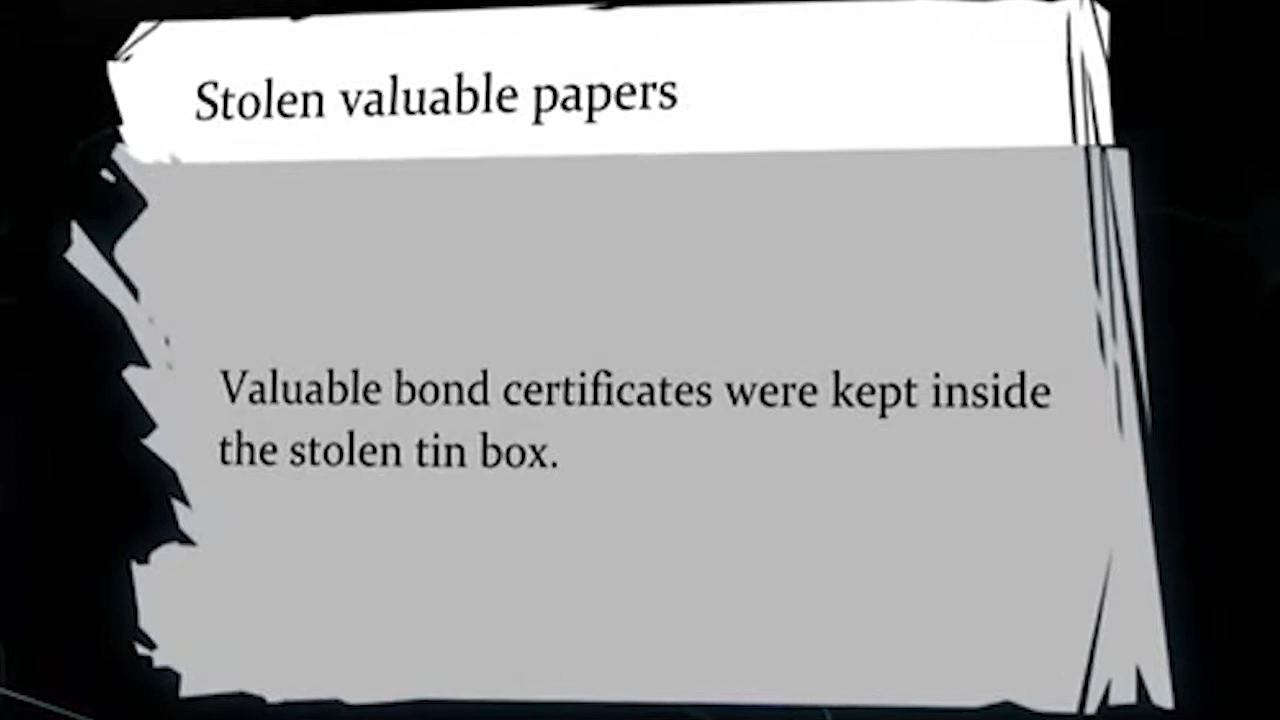 Stolen valuable papers
Valuable bond certificates were kept inside
the stolen tin box.